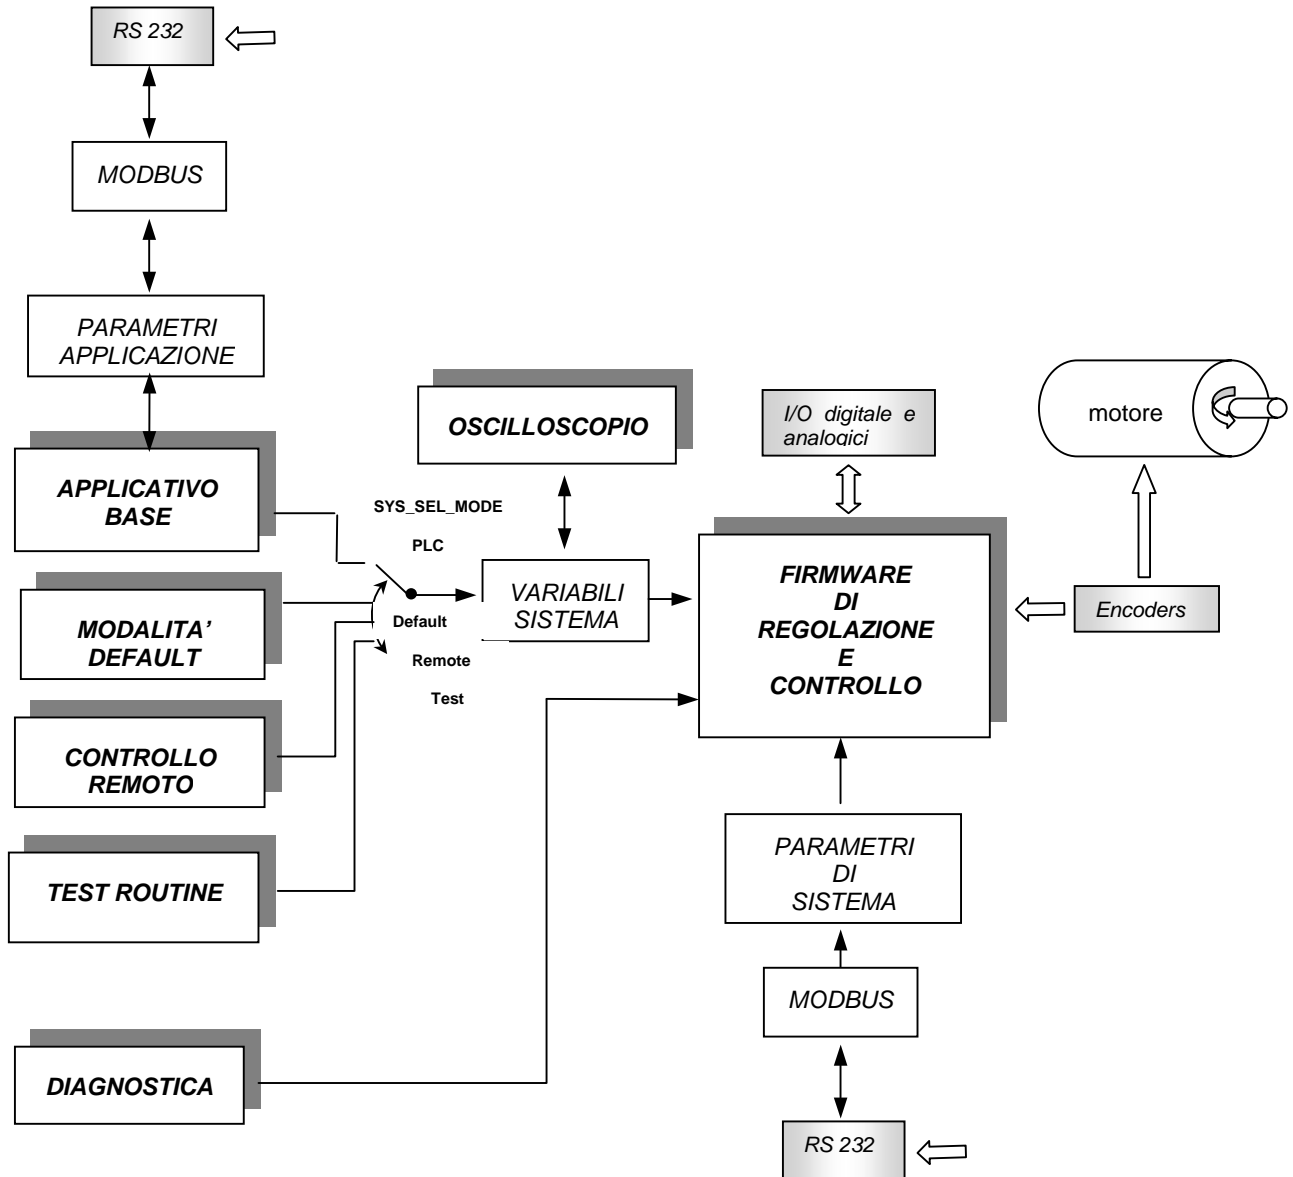 RS 232
MODBUS
PARAMETRI
APPLICAZIONE
APPLICATIVO
BASE
MODALITA’
DEFAULT
CONTROLLO
REMOTO
TEST ROUTINE
DIAGNOSTICA
OSCILLOSCOPIO
SYS_SEL_MODE
PLC
Default
Remote
Test
VARIABILI
SISTEMA
I/O digitale e
analogici
FIRMWARE
DI
REGOLAZIONE
E
CONTROLLO
motore
Encoders
PARAMETRI
DI
SISTEMA
MODBUS
RS 232